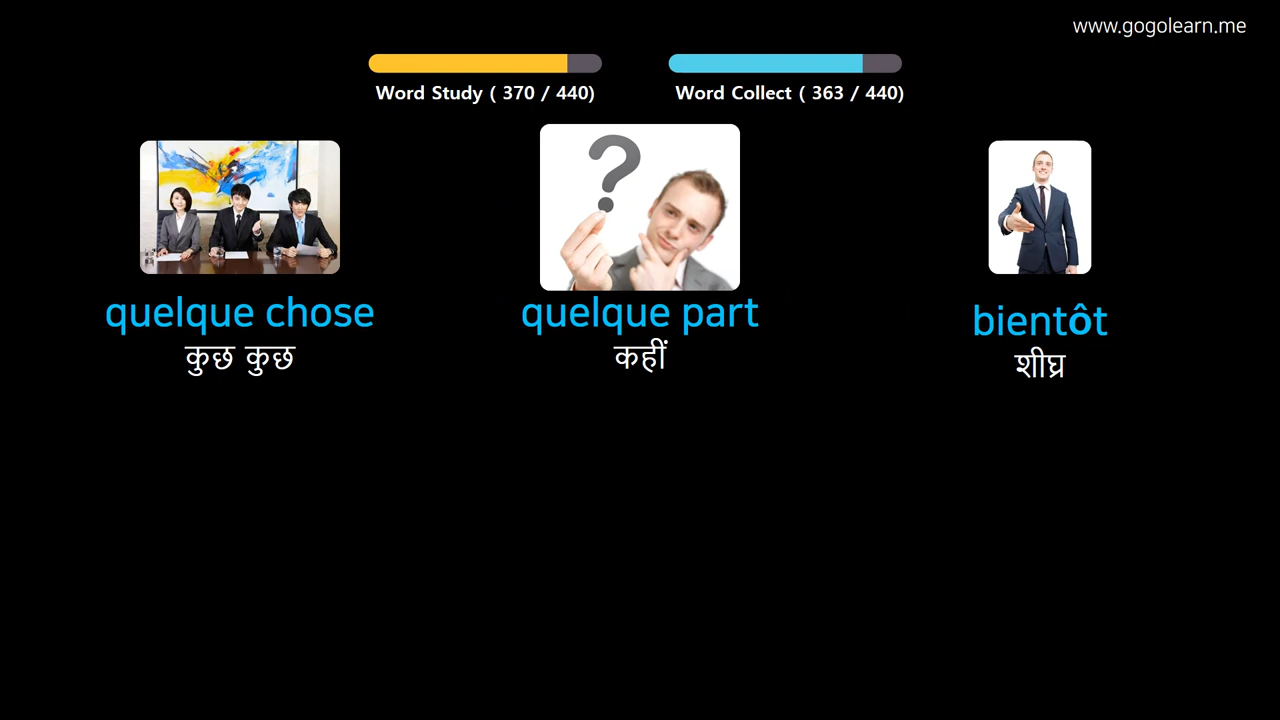 www.gogolearn.me
Word Study ( 370 / 440)
Word Collect ( 363 / 440)
quelque chose
कुछ कुछ
quelque part
कहीं
bientôt
शीघ्र